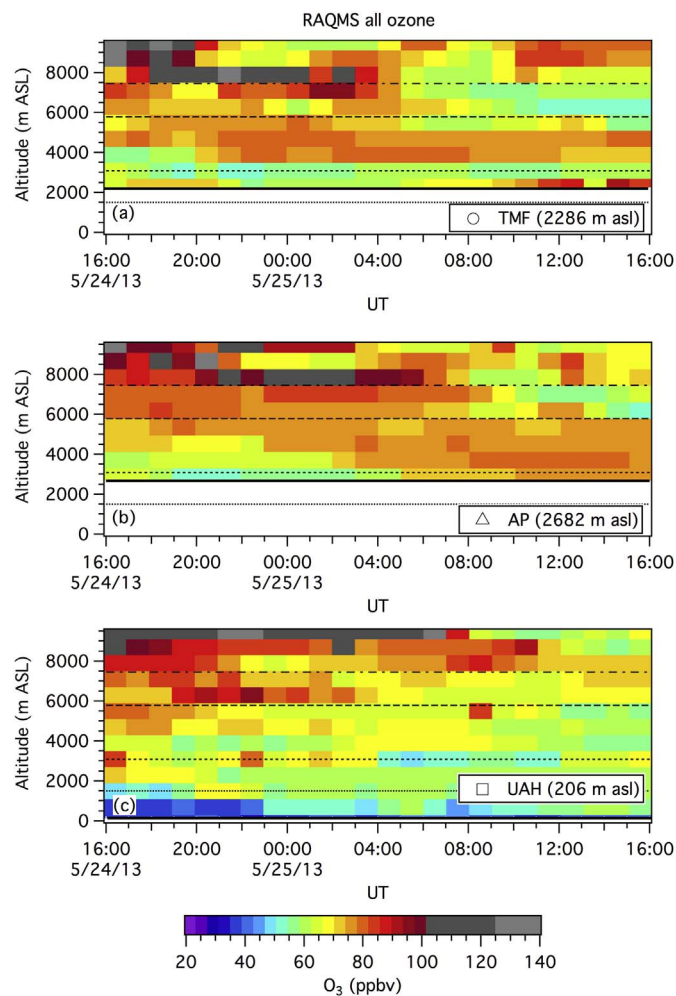 RAQMS all ozone
8000
6000
4000
2000
0
Altitude (m ASL)
(a)
○ TMF (2286 m asl)
16:00 20:00 00:00 04:00 08:00 12:00 16:00
5/24/13 5/25/13
UT
8000
6000
4000
2000
0
Altitude (m ASL)
(b)
△ AP (2682 m asl)
16:00 20:00 00:00 04:00 08:00 12:00 16:00
5/24/13 5/25/13
UT
8000
6000
4000
2000
0
Altitude (m ASL)
(c)
□ UAH (206 m asl)
16:00 20:00 00:00 04:00 08:00 12:00 16:00
5/24/13 5/25/13
UT
20 40 60 80 100 120 140
O₃ (ppbv)